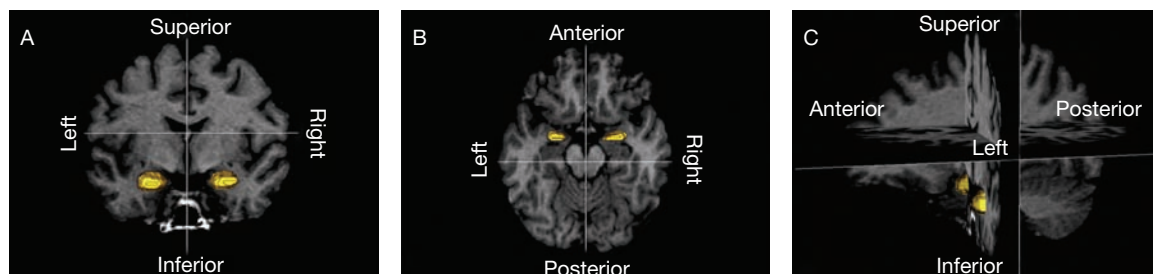 A
Superior
Left
Right
Inferior
B
Anterior
Left
Right
Posterior
C
Superior
Anterior
Posterior
Left
Inferior